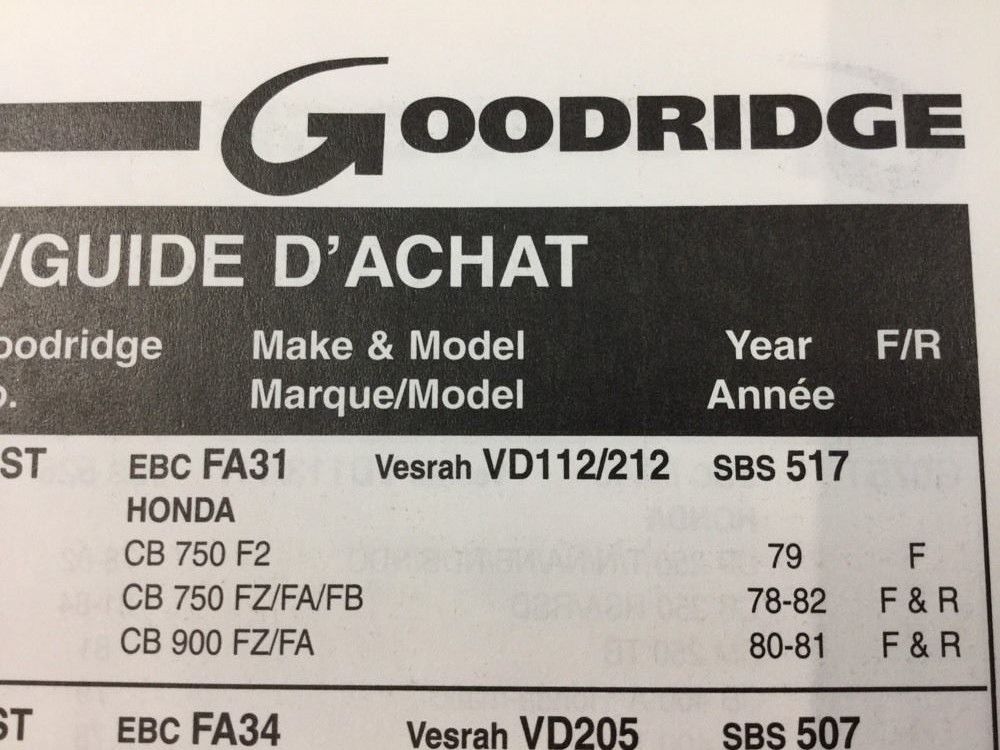 GOODRIDGE
/GUIDE D'ACHAT
oodridge Make & Model Year F/R
o. Marque/Model Année
ST EBC FA31 Vesrah VD112/212 SBS 517
HONDA
CB 750 F2 79 F
CB 750 FZ/FA/FB 78-82 F & R
CB 900 FZ/FA 80-81 F & R
ST EBC FA34 Vesrah VD205 SBS 507